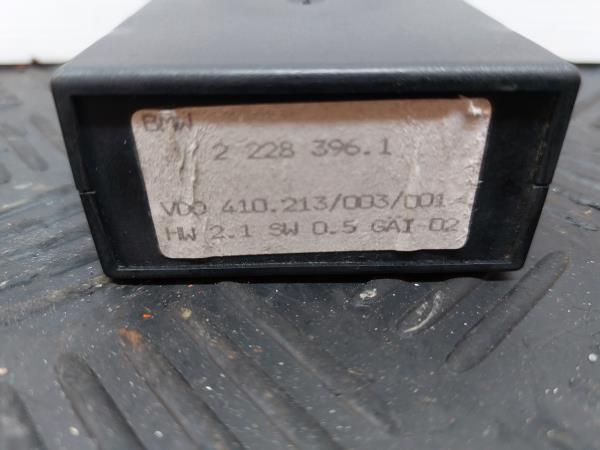 BMW
2 228 396.1
VDO 410.213/003/001
HW 2.1 SW 0.5 GAI 02